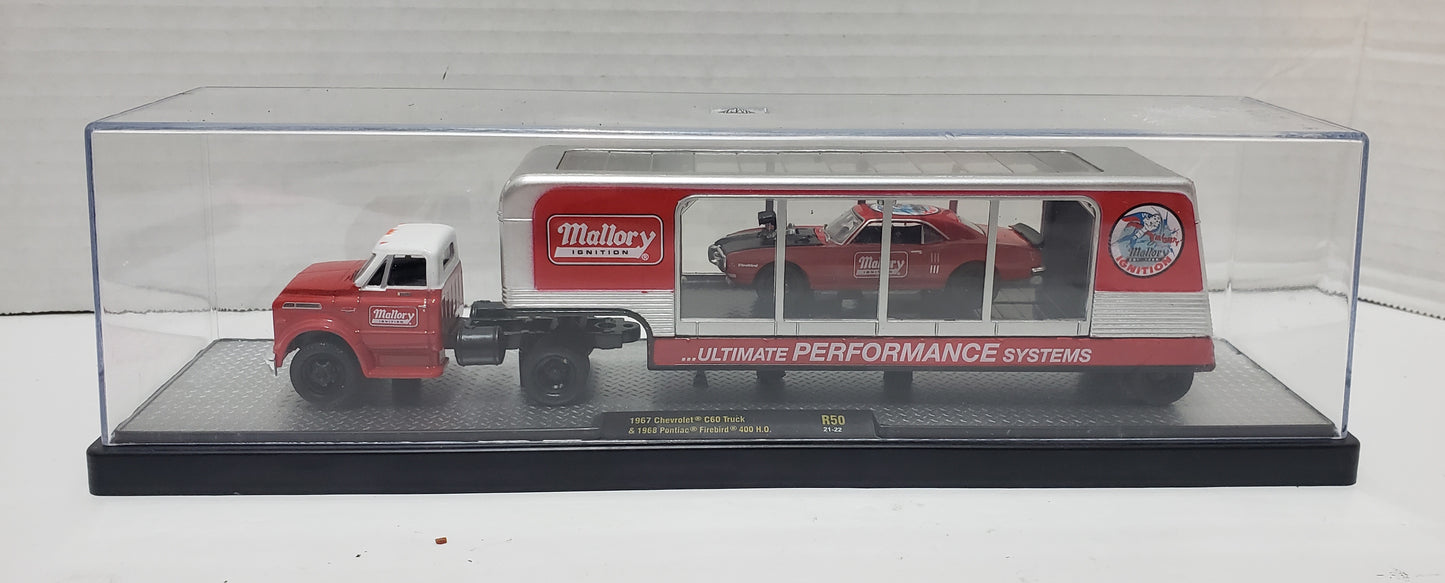 Mallory
IGNITION ®
Mallory
IGNITION
Firebird
Mallory
Mallory
IGNITION
...ULTIMATE PERFORMANCE SYSTEMS
1967 Chevrolet® C60 Truck
& 1968 Pontiac® Firebird® 400 H.O.
R50
21-22